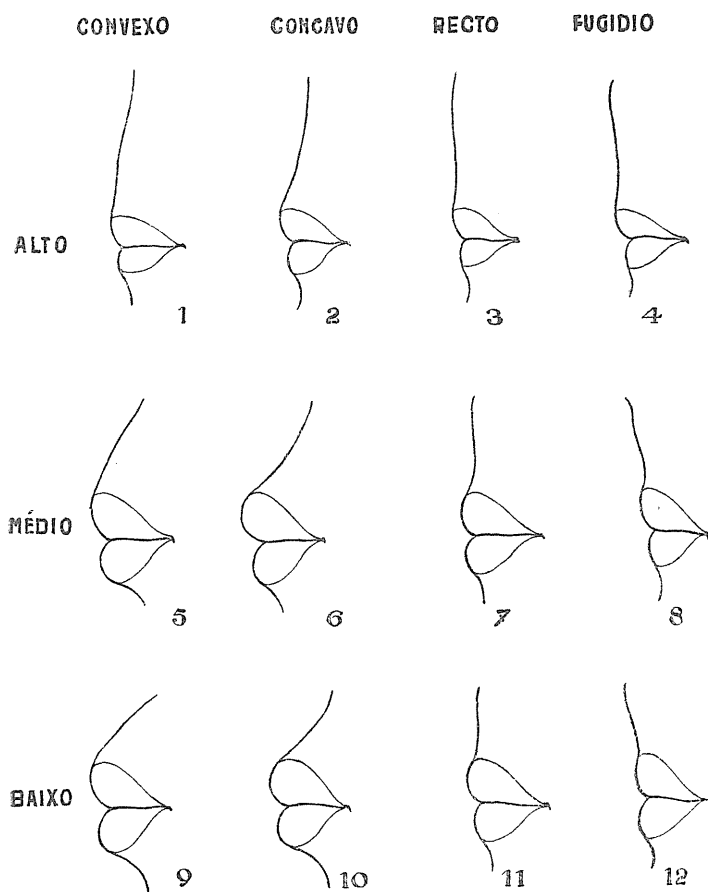 CONVEXO CONCAVO RECTO FUGIDIO
ALTO
1 2 3 4
MÉDIO
5 6 7 8
BAIXO
9 10 11 12